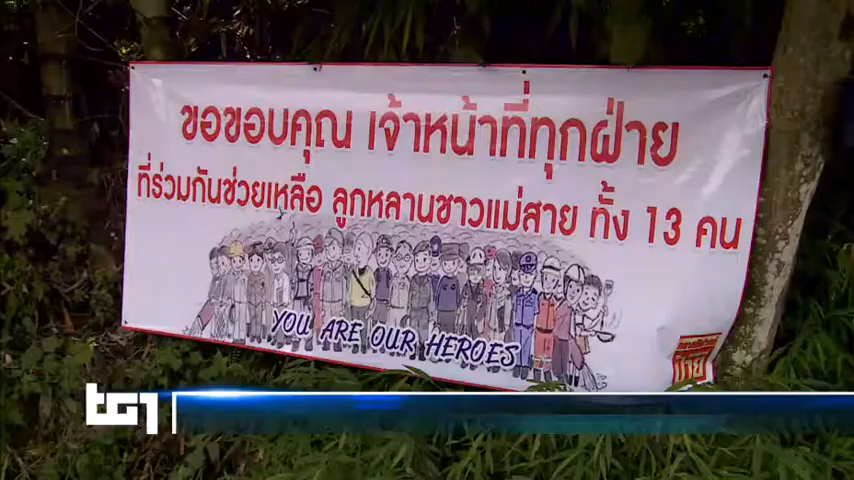 ขอขอบคุณ เจ้าหน้าที่ทุกฝ่าย
ที่ร่วมกันช่วยเหลือ ลูกหลานชาวแม่สาย ทั้ง 13 คน
YOU ARE OUR HEROES
tg1